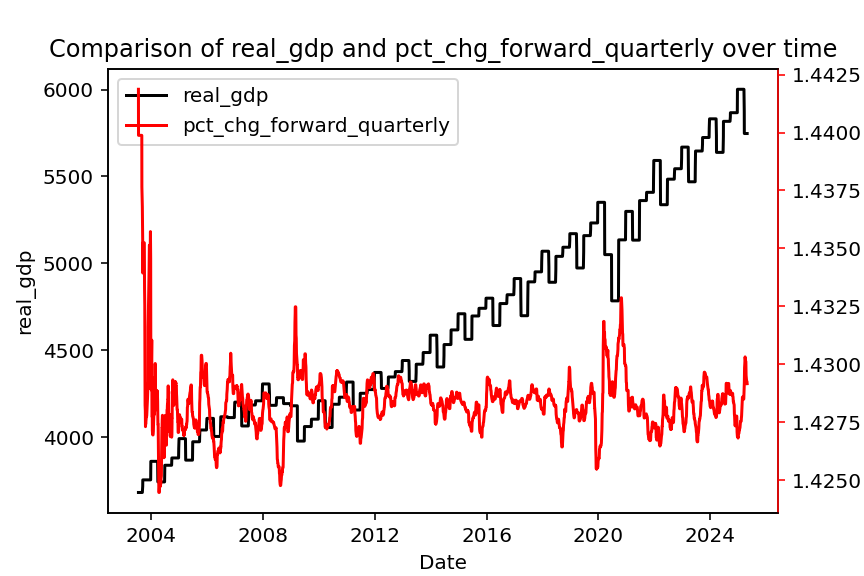 Comparison of real_gdp and pct_chg_forward_quarterly over time
real_gdp
pct_chg_forward_quarterly
6000
5500
5000
4500
4000
real_gdp
1.4425
1.4400
1.4375
1.4350
1.4325
1.4300
1.4275
1.4250
2004 2008 2012 2016 2020 2024
Date